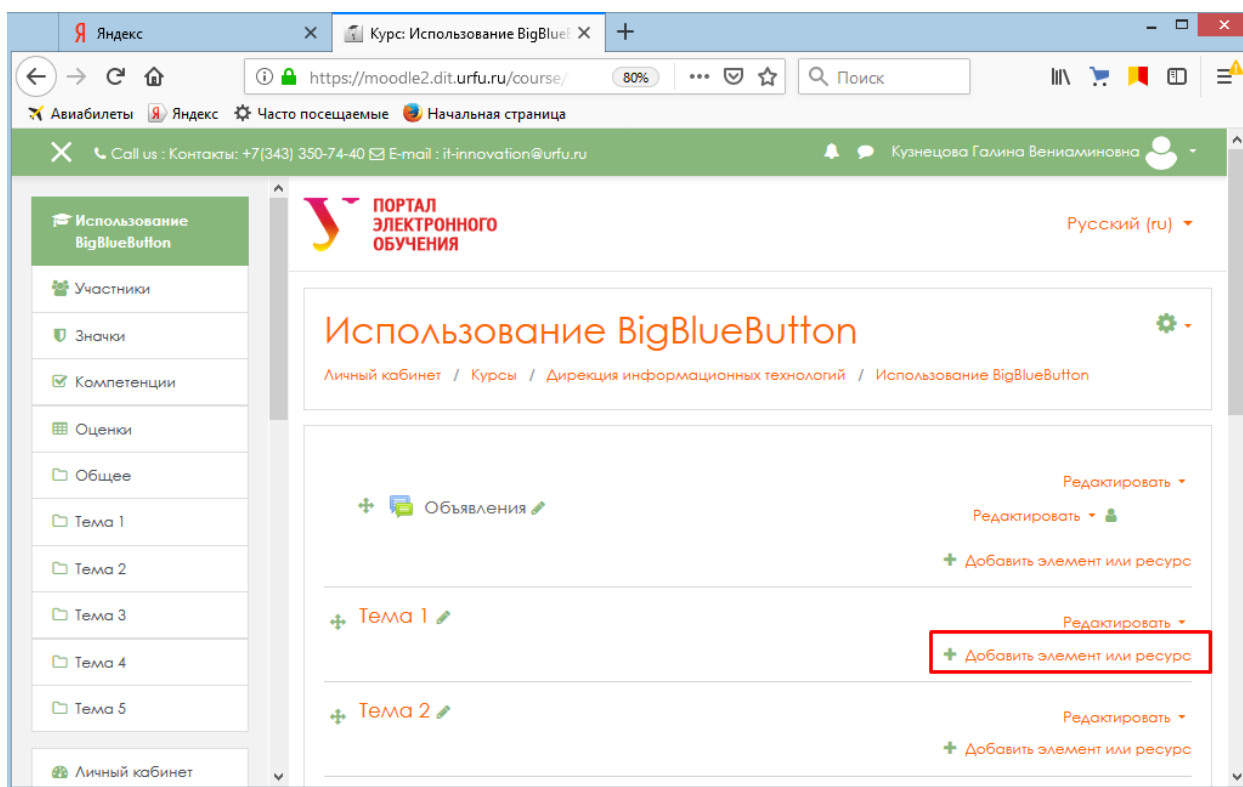 Яндекс
Курс: Использование BigBlueB
https://moodle2.dit.urfu.ru/course/
80%
Поиск
Авиабилеты
Яндекс
Часто посещаемые
Начальная страница
Call us : Контакты: +7(343) 350-74-40 E-mail : it-innovation@urfu.ru
Кузнецова Галина Вениаминовна
Использование
BigBlueButton
Участники
Значки
Компетенции
Оценки
Общее
Тема 1
Тема 2
Тема 3
Тема 4
Тема 5
Личный кабинет
ПОРТАЛ
ЭЛЕКТРОННОГО
ОБУЧЕНИЯ
Русский (ru)
Использование BigBlueButton
Личный кабинет / Курсы / Дирекция информационных технологий / Использование BigBlueButton
Редактировать
Объявления
Редактировать
Добавить элемент или ресурс
Тема 1
Редактировать
Добавить элемент или ресурс
Тема 2
Редактировать
Добавить элемент или ресурс